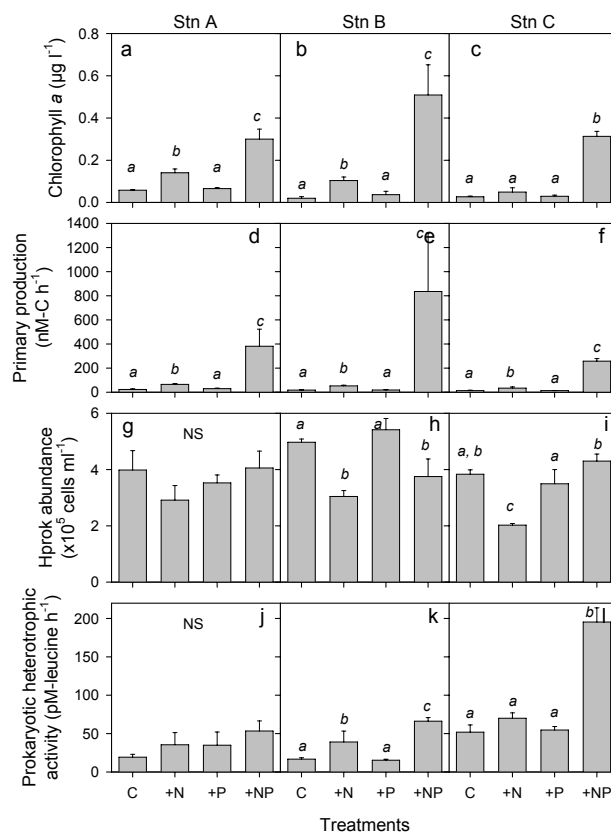 Stn A Stn B Stn C
Chlorophyll a (µg l⁻¹)
0.8
0.6
0.4
0.2
0.0
a
a b a c
b
a b a c
c
a a a b
Primary production
(nM-C h⁻¹)
1400
1200
1000
800
600
400
200
0
d
a b a c
e
a b a c
f
a b a c
Hprok abundance
(x10⁵ cells ml⁻¹)
6
4
2
0
g
NS
h
a b a b
i
a, b c a b
Prokaryotic heterotrophic
activity (pM-leucine h⁻¹)
200
150
100
50
0
j
NS
k
a b a c
l
a a a b
C +N +P +NP C +N +P +NP C +N +P +NP
Treatments